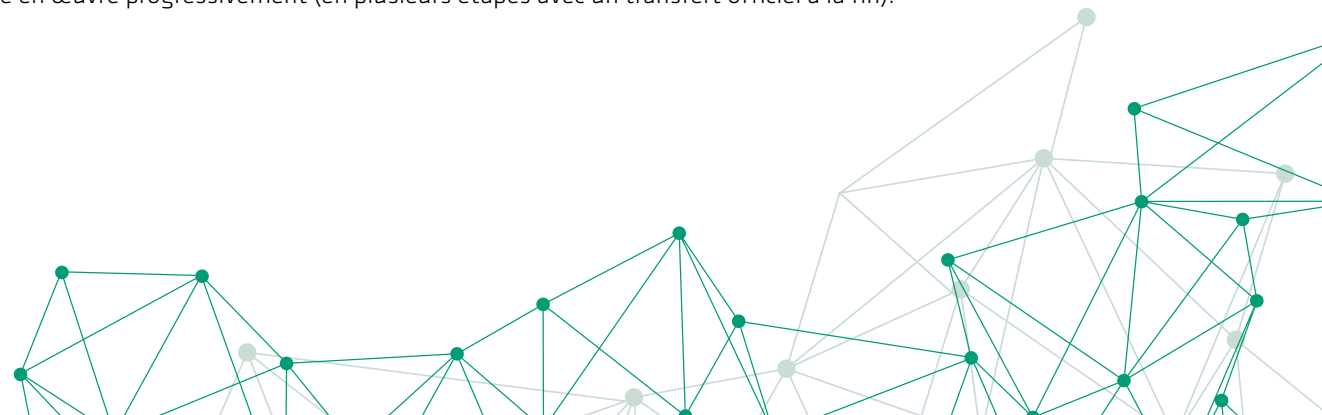 e en œuvre progressivement (en plusieurs étapes avec un transfert officiel à la fin).